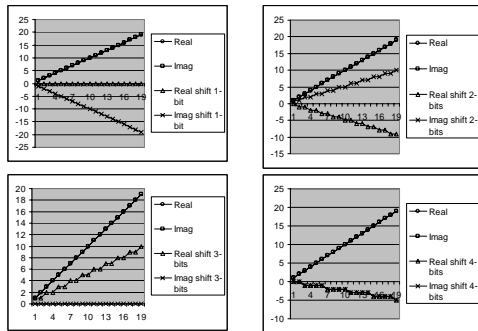 25
20
15
10
5
0
-5
-10
-15
-20
-25
1 4 7 10 13 16 19
Real
Imag
Real shift 1-
bit
Imag shift 1-
bit
25
20
15
10
5
0
-5
-10
-15
1 4 7 10 13 16 19
Real
Imag
Real shift 2-
bits
Imag shift 2-
bits
20
18
16
14
12
10
8
6
4
2
0
1 4 7 10 13 16 19
Real
Imag
Real shift 3-
bits
Imag shift 3-
bits
25
20
15
10
5
0
-5
-10
1 4 7 10 13 16 19
Real
Imag
Real shift 4-
bits
Imag shift 4-
bits